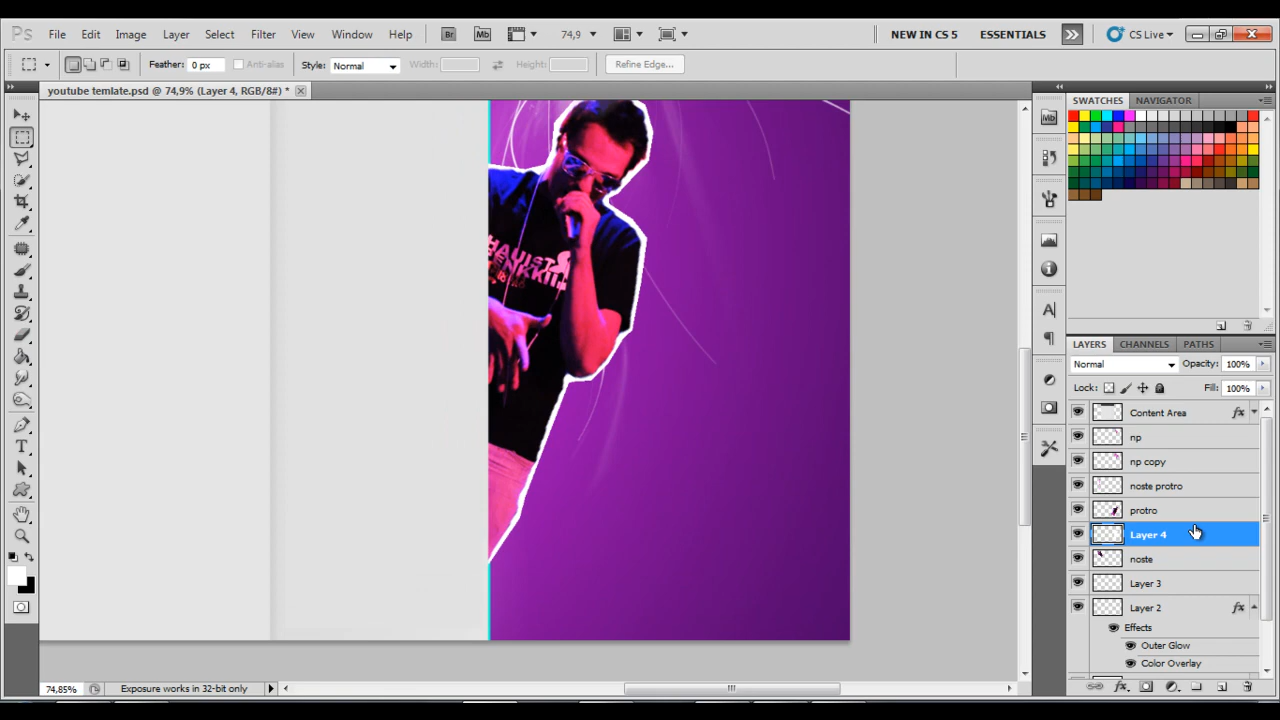 Ps File Edit Image Layer Select Filter View Window Help Br Mb 74,9 NEW IN CS 5 ESSENTIALS CS Live
Feather: 0 px Anti-alias Style: Normal Width: Height: Refine Edge...
youtube temlate.psd @ 74,9% (Layer 4, RGB/8#) *
SWATCHES NAVIGATOR
Mb
LAYERS CHANNELS PATHS
Normal Opacity: 100%
Lock: Fill: 100%
Content Area fx
np
np copy
noste protro
protro
Layer 4
noste
Layer 3
Layer 2 fx
Effects
Outer Glow
Color Overlay
74,85% Exposure works in 32-bit only